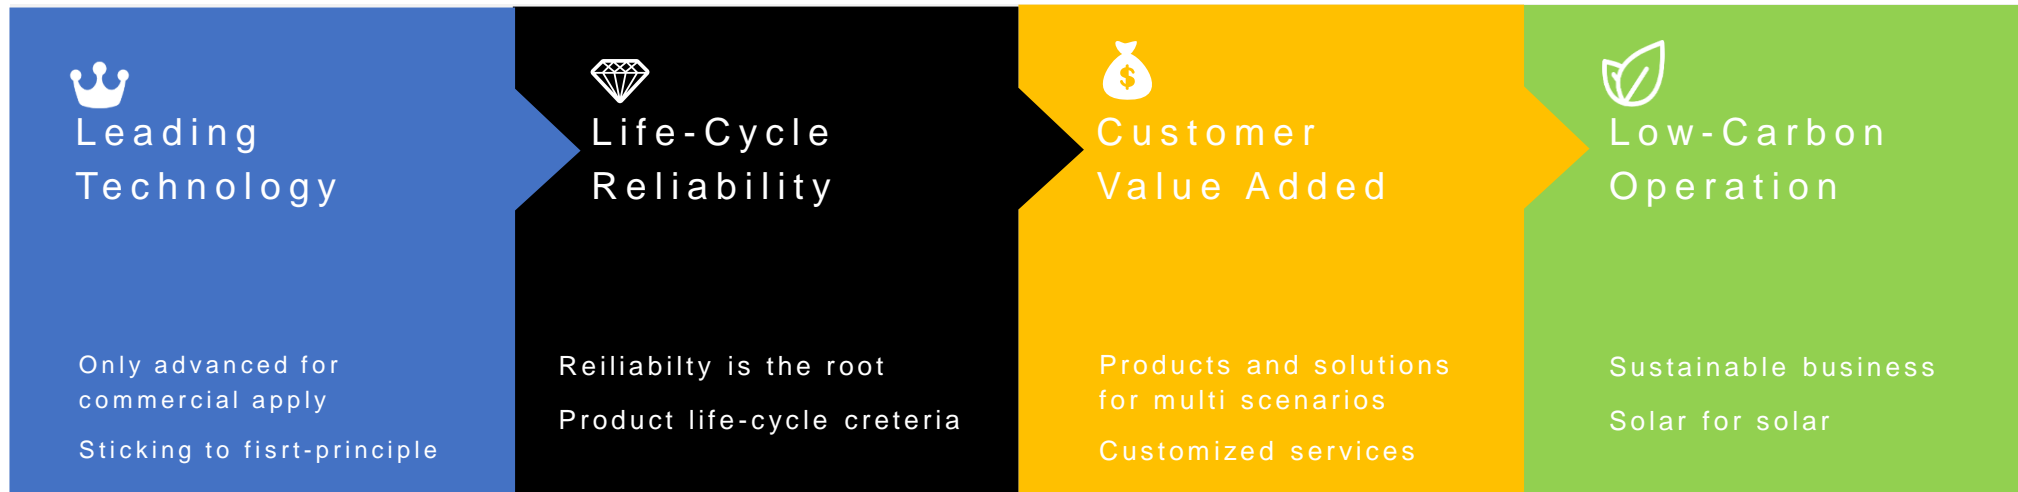 Leading
Technology
Only advanced for
commercial apply
Sticking to fisrt-principle
Life-Cycle
Reliability
Reiliabilty is the root
Product life-cycle creteria
$
Customer
Value Added
Products and solutions
for multi scenarios
Customized services
Low-Carbon
Operation
Sustainable business
Solar for solar